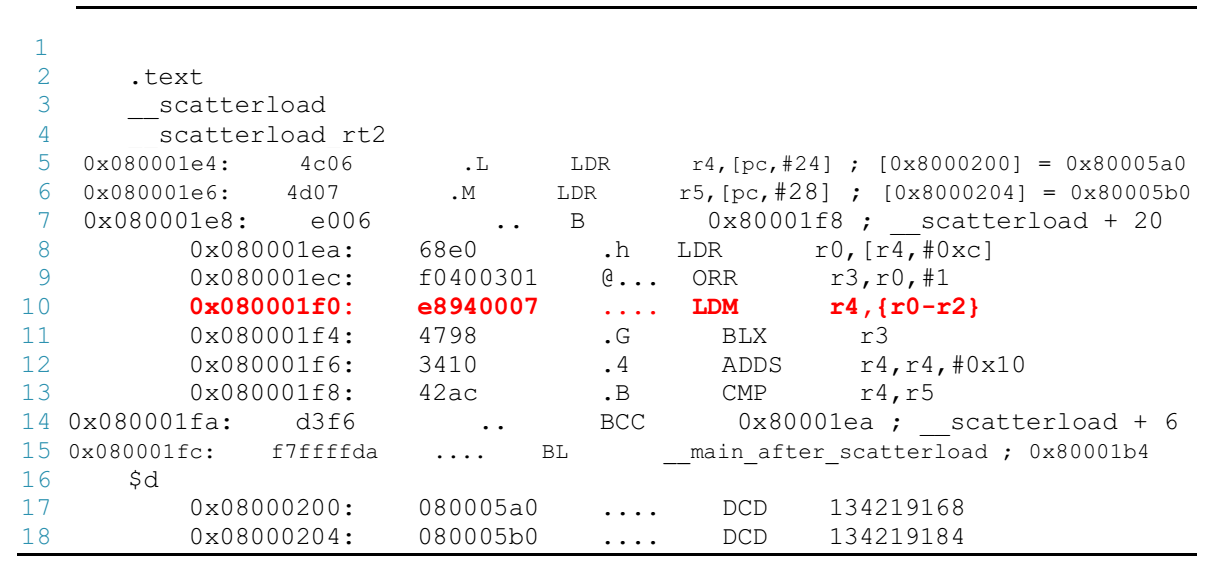 1
2 .text
3 __scatterload
4 __scatterload rt2
5 0x080001e4: 4c06 .L LDR r4,[pc,#24] ; [0x8000200] = 0x80005a0
6 0x080001e6: 4d07 .M LDR r5,[pc,#28] ; [0x8000204] = 0x80005b0
7 0x080001e8: e006 .. B 0x80001f8 ; __scatterload + 20
8 0x080001ea: 68e0 .h LDR r0,[r4,#0xc]
9 0x080001ec: f0400301 @... ORR r3,r0,#1
10 0x080001f0: e8940007 .... LDM r4,{r0-r2}
11 0x080001f4: 4798 .G BLX r3
12 0x080001f6: 3410 .4 ADDS r4,r4,#0x10
13 0x080001f8: 42ac .B CMP r4,r5
14 0x080001fa: d3f6 .. BCC 0x80001ea ; __scatterload + 6
15 0x080001fc: f7ffffda .... BL __main_after_scatterload ; 0x80001b4
16 $d
17 0x08000200: 080005a0 .... DCD 134219168
18 0x08000204: 080005b0 .... DCD 134219184